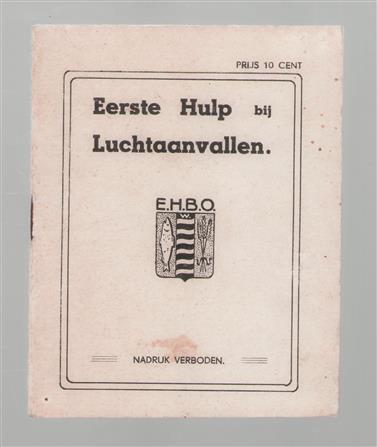 PRIJS 10 CENT
Eerste Hulp bij
Luchtaanvallen.
E.H.B.O.
W.
NADRUK VERBODEN.